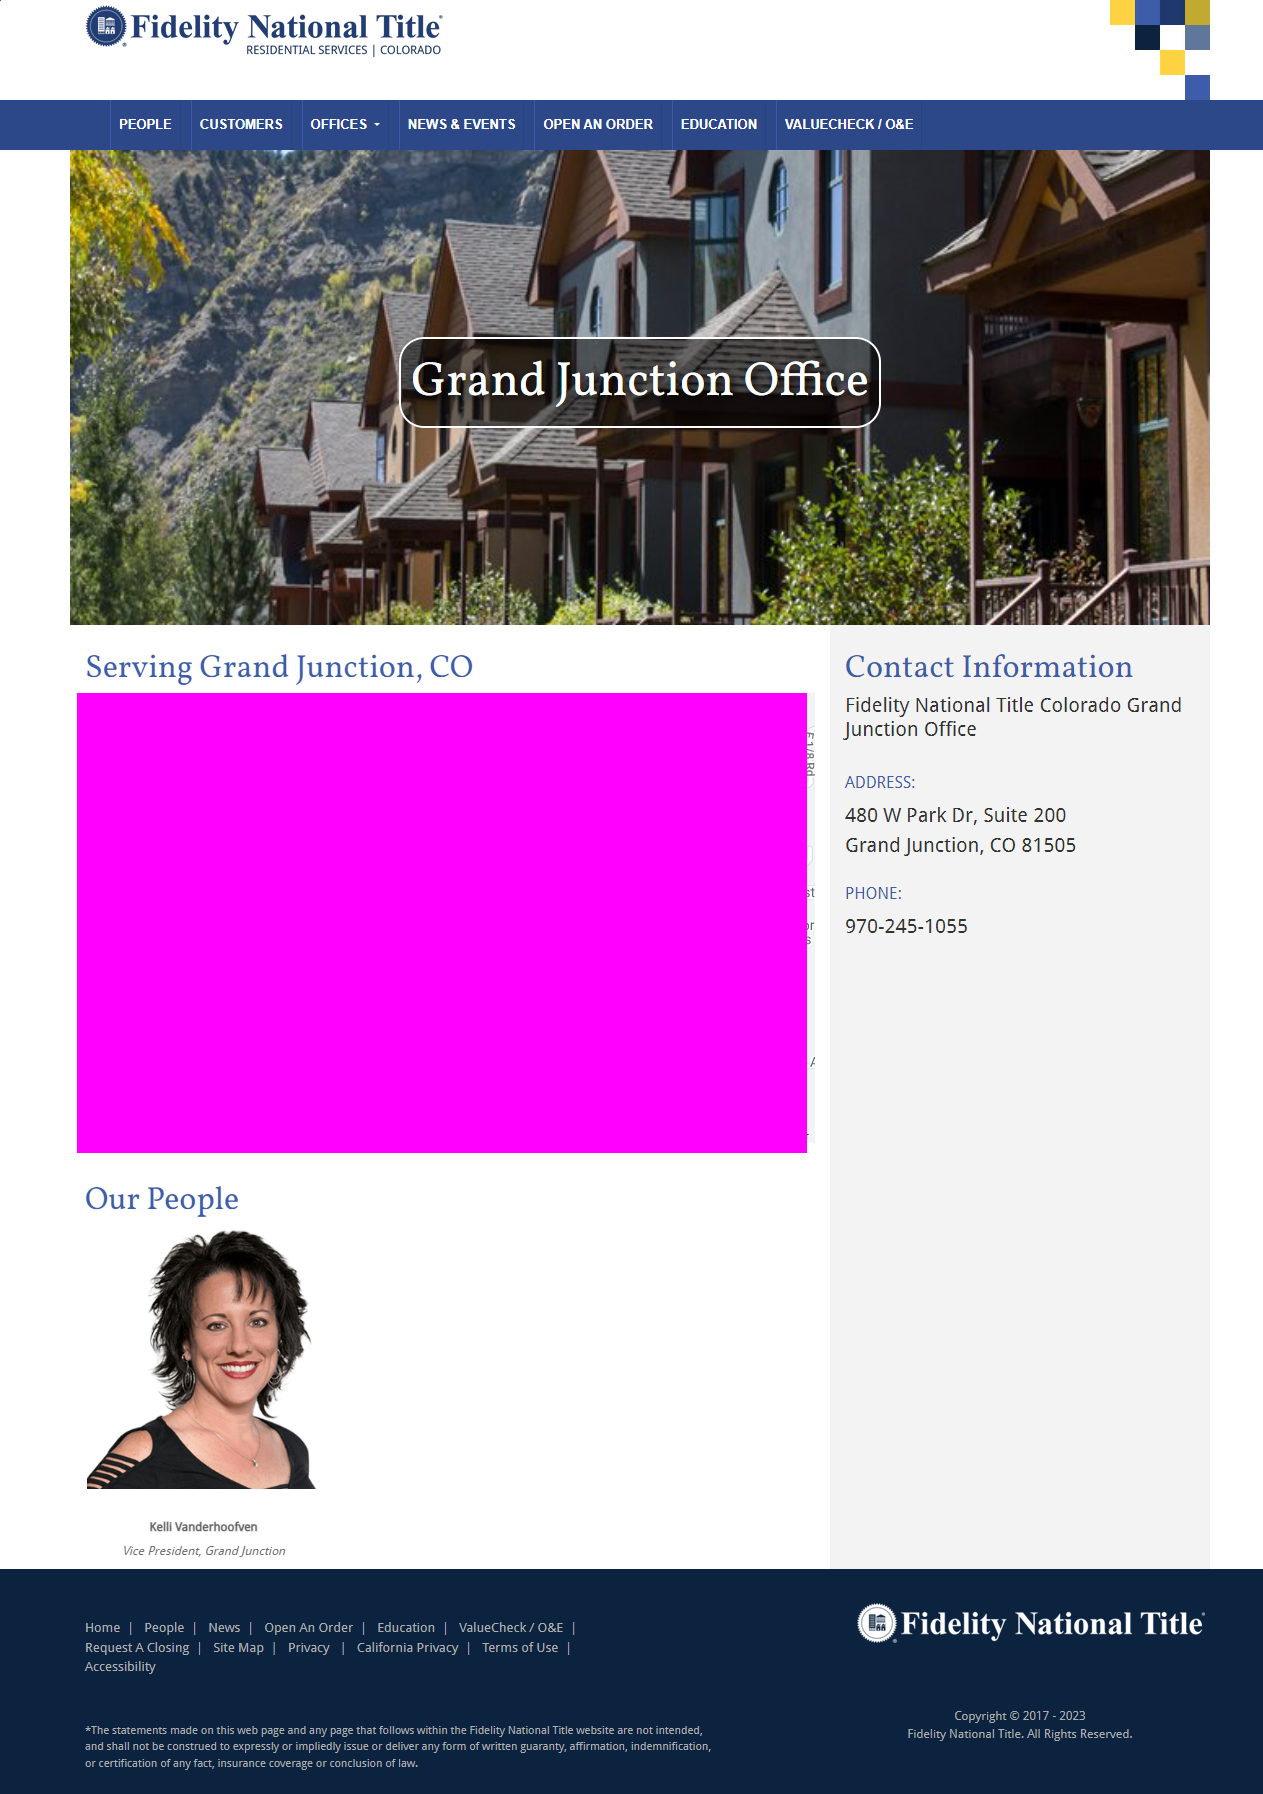 Fidelity National Title®
RESIDENTIAL SERVICES | COLORADO
PEOPLE
CUSTOMERS
OFFICES
NEWS & EVENTS
OPEN AN ORDER
EDUCATION
VALUECHECK / O&E
Grand Junction Office
Serving Grand Junction, CO
Contact Information
Fidelity National Title Colorado Grand
Junction Office
ADDRESS:
480 W Park Dr, Suite 200
Grand Junction, CO 81505
PHONE:
970-245-1055
Our People
Kelli Vanderhoofven
Vice President, Grand Junction
Home | People | News | Open An Order | Education | ValueCheck / O&E |
Request A Closing | Site Map | Privacy | California Privacy | Terms of Use |
Accessibility
*The statements made on this web page and any page that follows within the Fidelity National Title website are not intended,
and shall not be construed to expressly or impliedly issue or deliver any form of written guaranty, affirmation, indemnification,
or certification of any fact, insurance coverage or conclusion of law.
Fidelity National Title®
Copyright © 2017 - 2023
Fidelity National Title. All Rights Reserved.